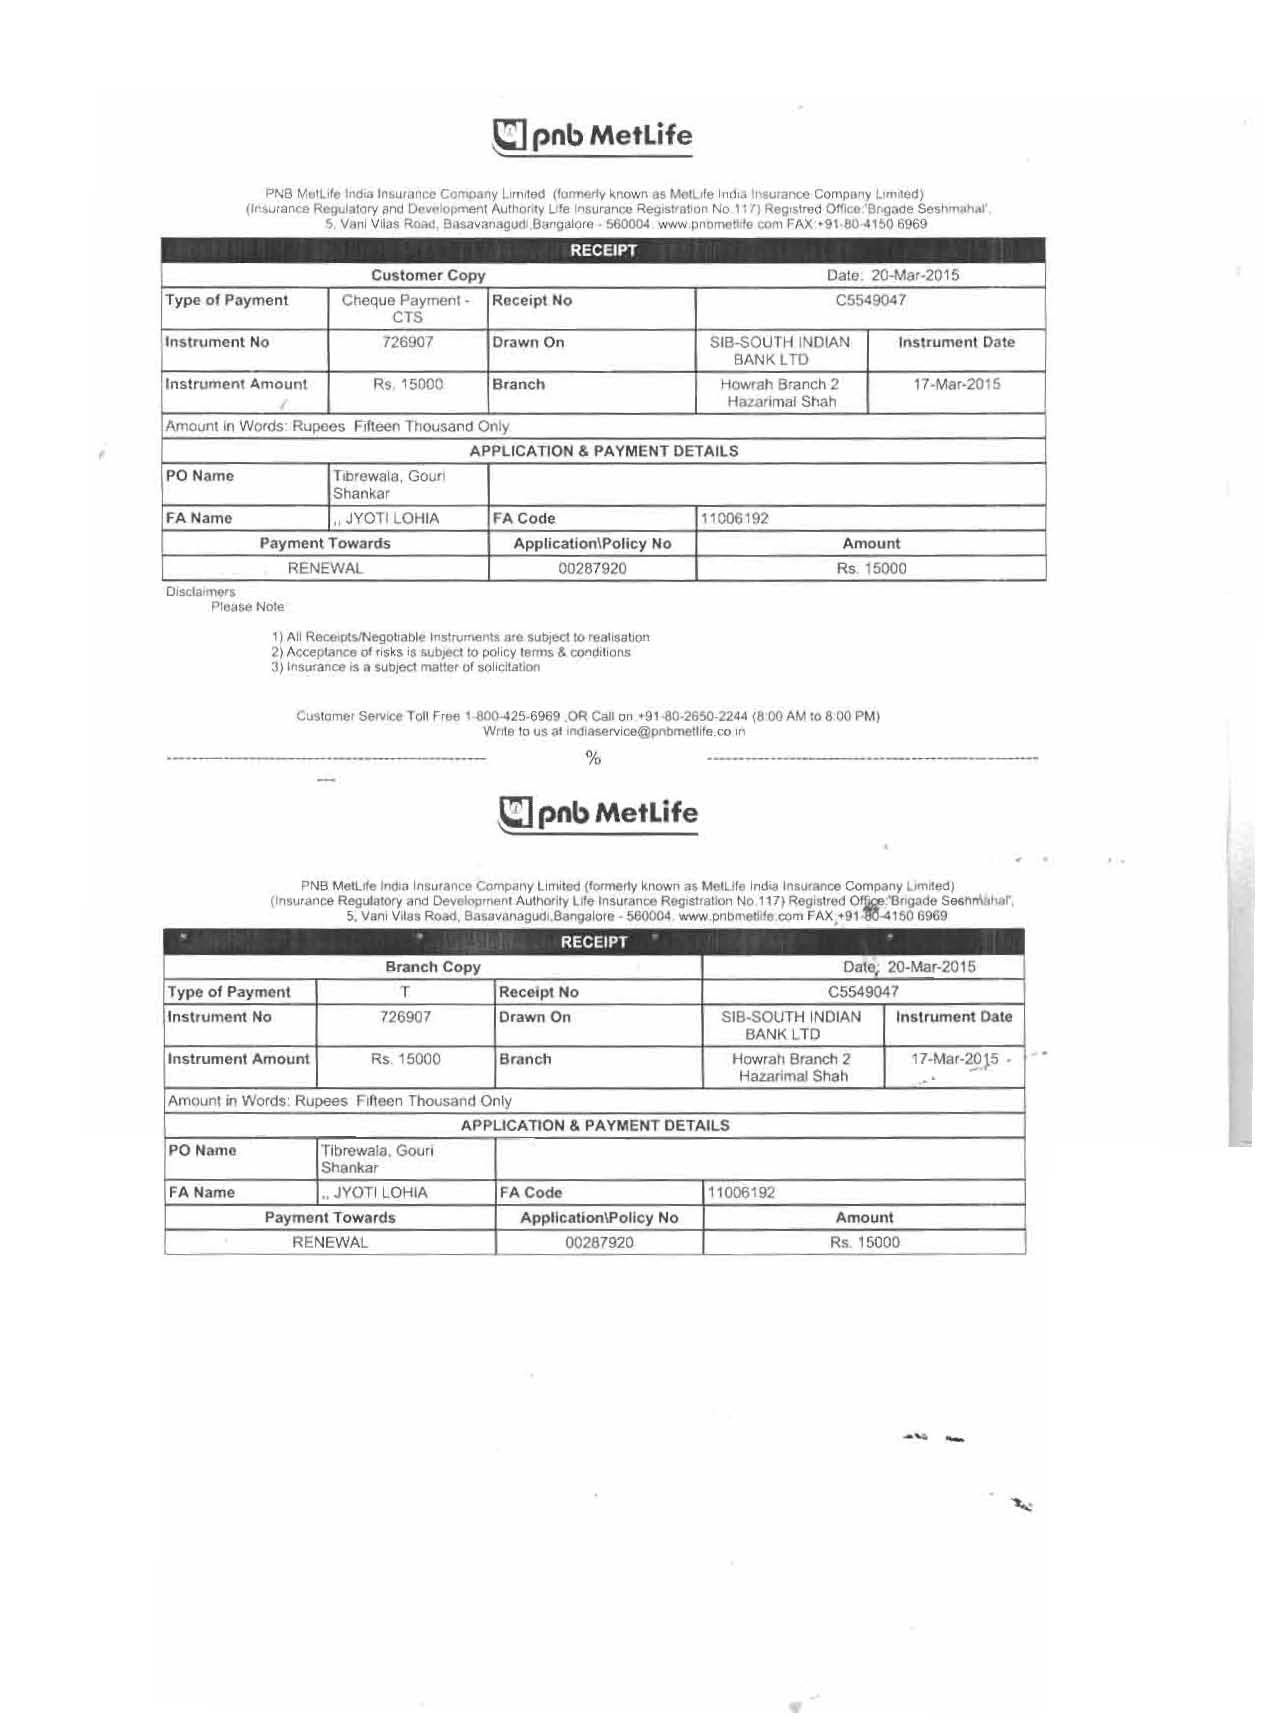 pnb MetLife
PNB MetLife India Insurance Company Limited (formerly known as MetLife India Insurance Company Limited)
(Insurance Regulatory and Development Authority Life Insurance Registration No.117) Registred Office:'Brigade Seshmahal',
5, Vani Vilas Road, Basavanagudi,Bangalore - 560004. www.pnbmetlife.com FAX:+91-80-4150 6969
RECEIPT
Customer Copy Date: 20-Mar-2015
Type of Payment Cheque Payment - Receipt No C5549047
CTS
Instrument No 726907 Drawn On SIB-SOUTH INDIAN Instrument Date
BANK LTD
Instrument Amount Rs. 15000 Branch Howrah Branch 2 17-Mar-2015
Hazarimal Shah
Amount in Words: Rupees Fifteen Thousand Only
APPLICATION & PAYMENT DETAILS
PO Name Tibrewala, Gouri
Shankar
FA Name ,, JYOTI LOHIA FA Code 11006192
Payment Towards Application\Policy No Amount
RENEWAL 00287920 Rs. 15000
Disclaimers
Please Note
1) All Receipts/Negotiable Instruments are subject to realisation
2) Acceptance of risks is subject to policy terms & conditions
3) Insurance is a subject matter of solicitation
Customer Service Toll Free 1-800-425-6969 ,OR Call on +91-80-2650-2244 (8:00 AM to 8:00 PM)
Write to us at indiaservice@pnbmetlife.co.in
%
pnb MetLife
PNB MetLife India Insurance Company Limited (formerly known as MetLife India Insurance Company Limited)
(Insurance Regulatory and Development Authority Life Insurance Registration No.117) Registred Office:'Brigade Seshmahal',
5, Vani Vilas Road, Basavanagudi,Bangalore - 560004. www.pnbmetlife.com FAX:+91-80-4150 6969
RECEIPT
Branch Copy Date: 20-Mar-2015
Type of Payment T Receipt No C5549047
Instrument No 726907 Drawn On SIB-SOUTH INDIAN Instrument Date
BANK LTD
Instrument Amount Rs. 15000 Branch Howrah Branch 2 17-Mar-2015
Hazarimal Shah
Amount in Words: Rupees Fifteen Thousand Only
APPLICATION & PAYMENT DETAILS
PO Name Tibrewala, Gouri
Shankar
FA Name ,, JYOTI LOHIA FA Code 11006192
Payment Towards Application\Policy No Amount
RENEWAL 00287920 Rs. 15000